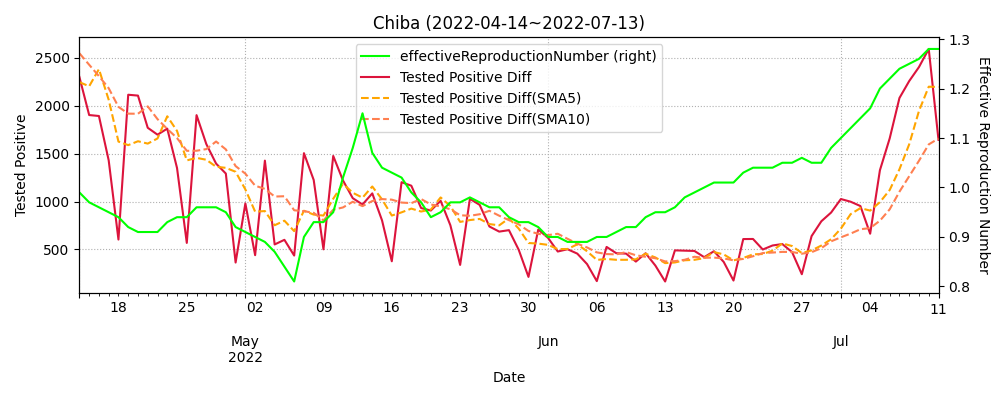 Chiba (2022-04-14~2022-07-13)
effectiveReproductionNumber (right)
Tested Positive Diff
Tested Positive Diff(SMA5)
Tested Positive Diff(SMA10)
Tested Positive
2500
2000
1500
1000
500
1.3
1.2
1.1
1.0
0.9
0.8
Effective Reproduction Number
18 25 02 09 16 23 30 06 13 20 27 04 11
May Jun Jul
2022
Date